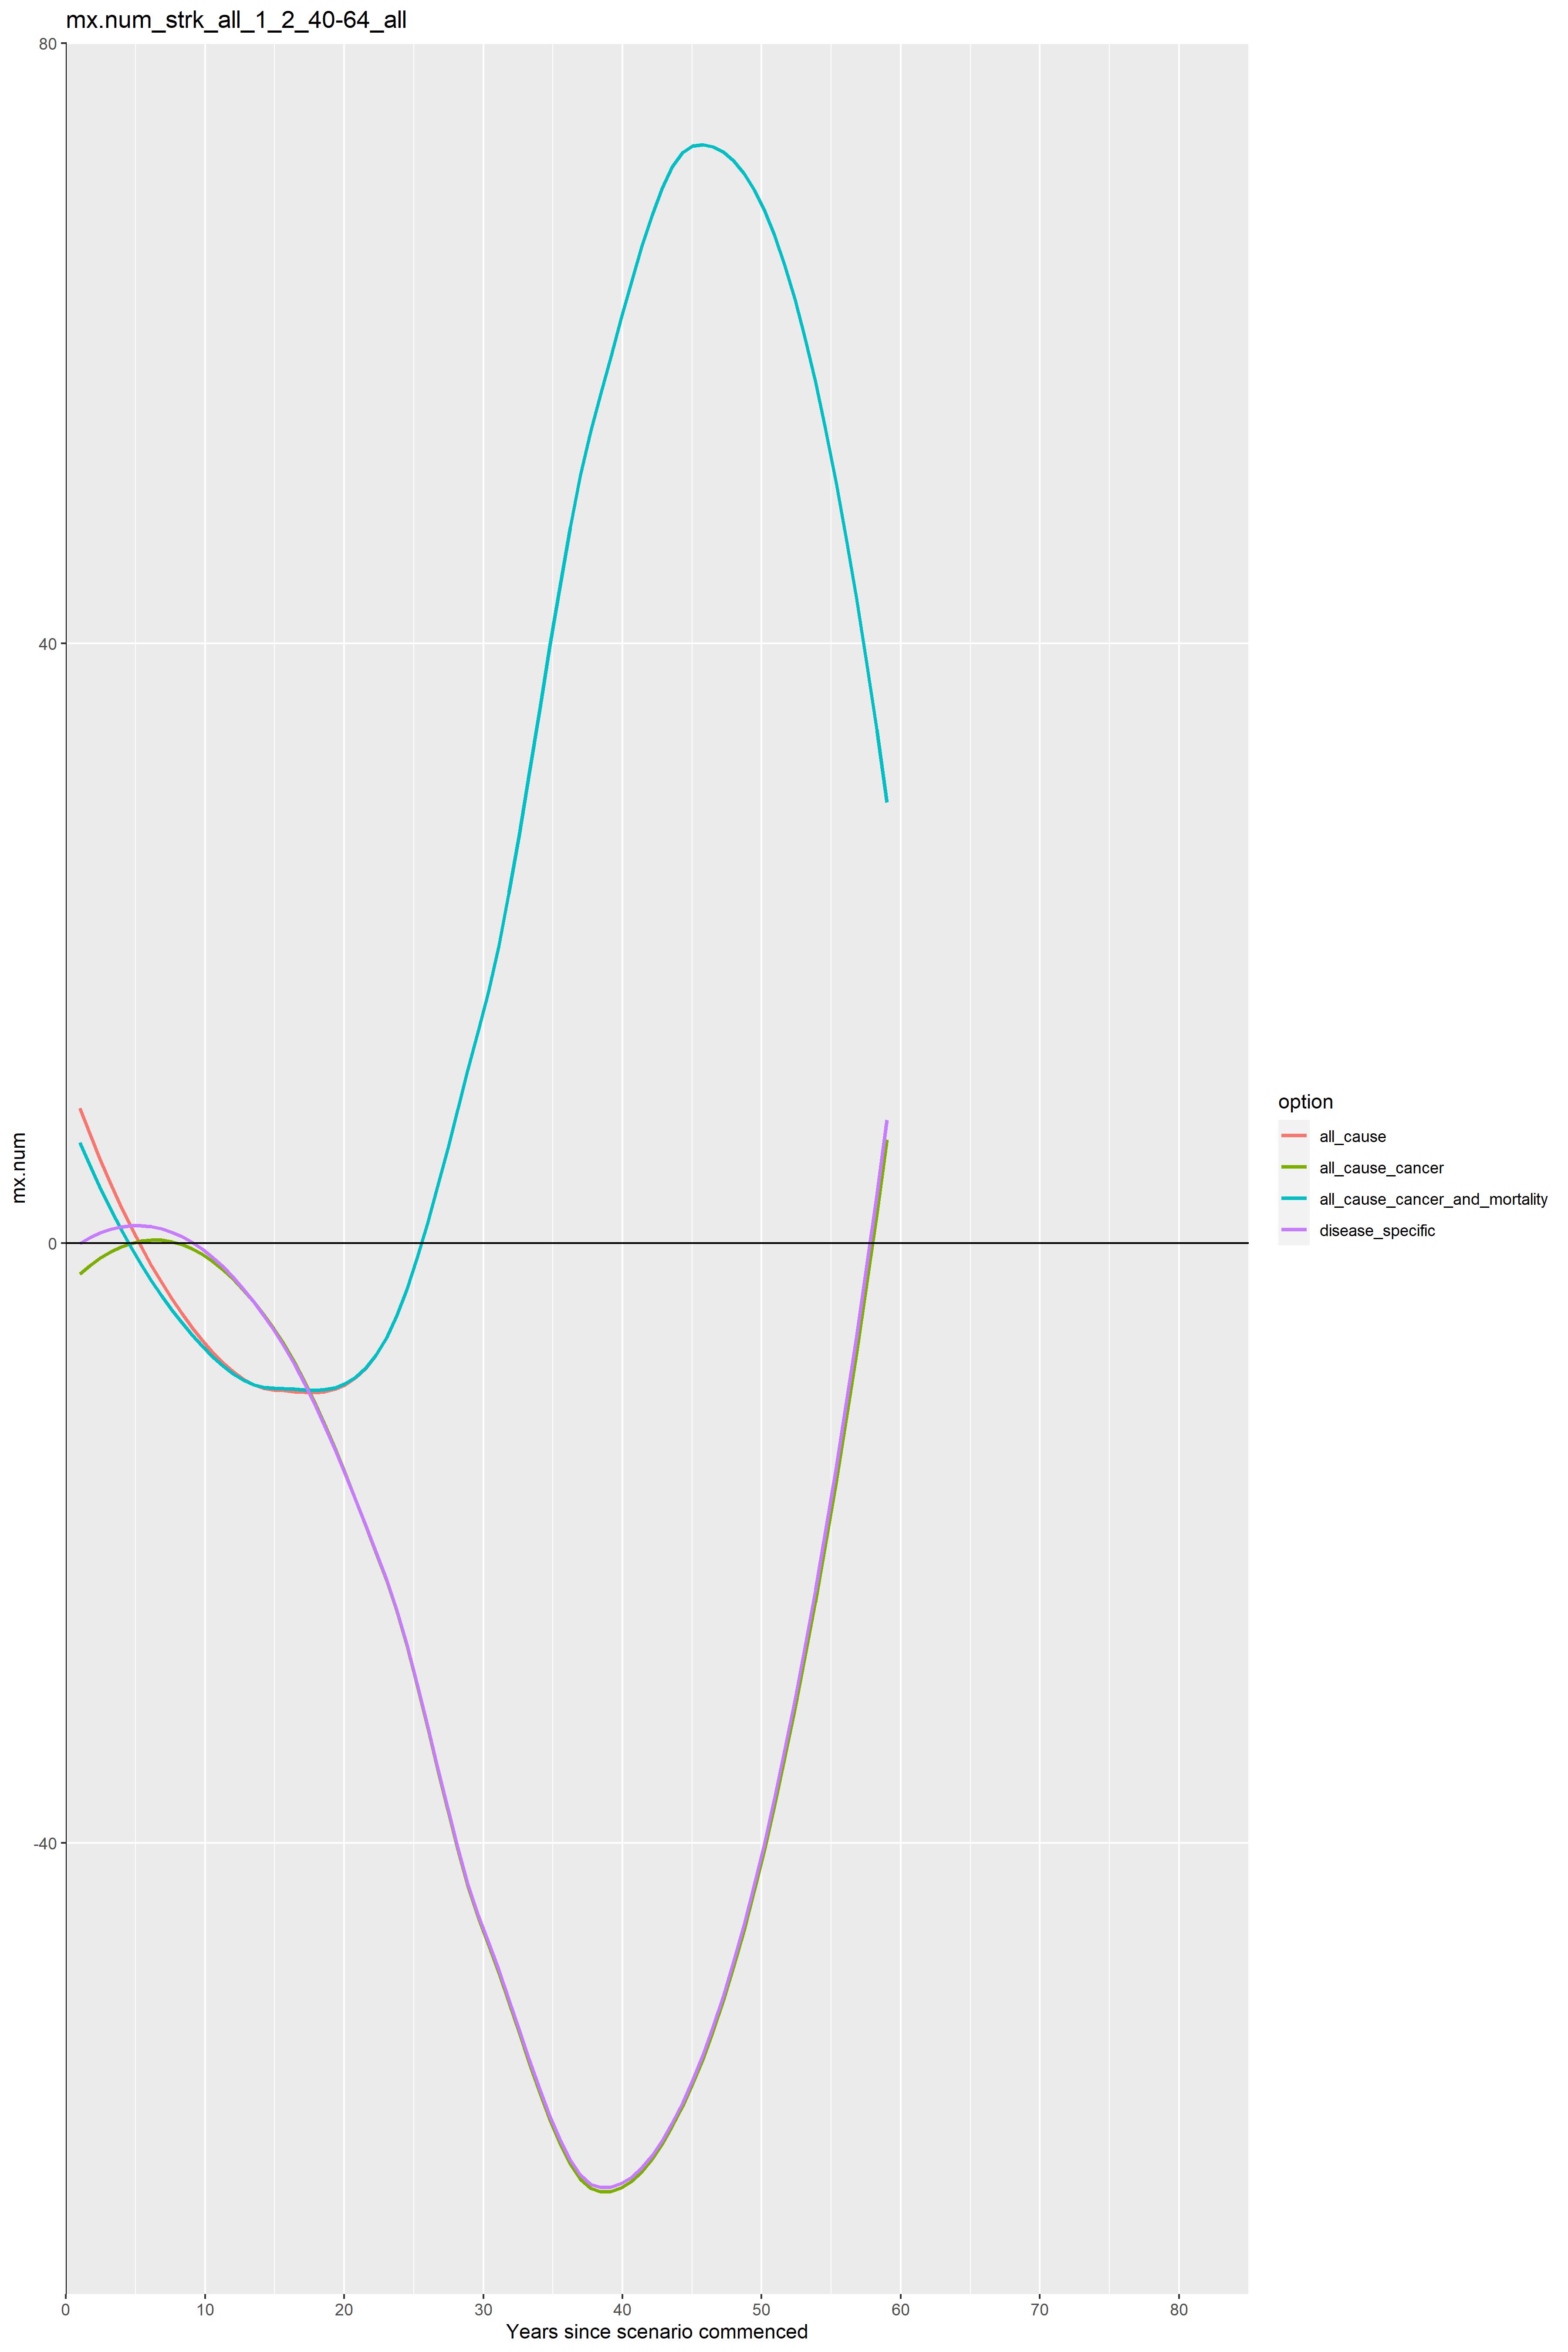 mx.num_strk_all_1_2_40-64_all
80
40
0
-40
mx.num
0 10 20 30 40 50 60 70 80
Years since scenario commenced
option
all_cause
all_cause_cancer
all_cause_cancer_and_mortality
disease_specific